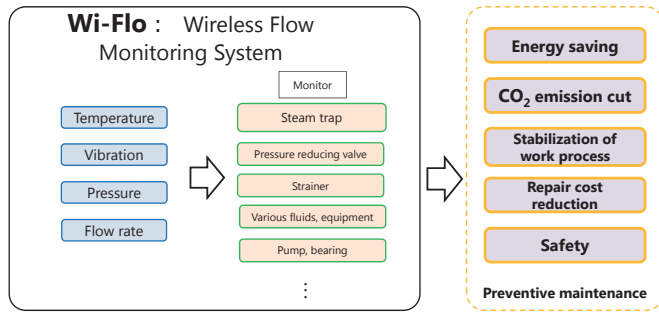 Wi-Flo : Wireless Flow
Monitoring System
Temperature
Vibration
Pressure
Flow rate
Monitor
Steam trap
Pressure reducing valve
Strainer
Various fluids, equipment
Pump, bearing
⋮
Energy saving
CO₂ emission cut
Stabilization of
work process
Repair cost
reduction
Safety
Preventive maintenance